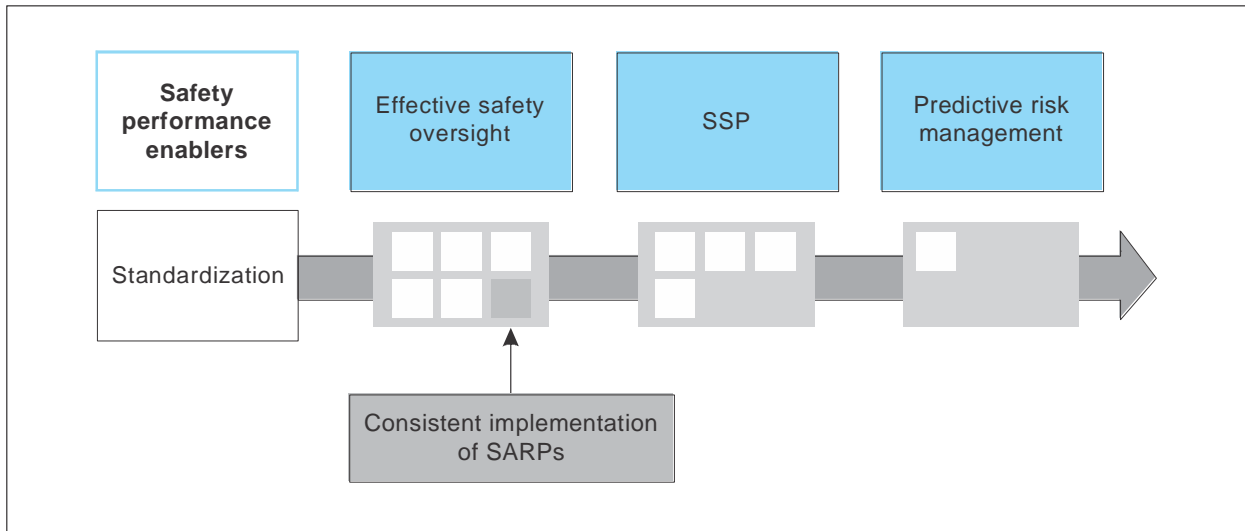 Safety
performance
enablers
Effective safety
oversight
SSP
Predictive risk
management
Standardization
Consistent implementation
of SARPs